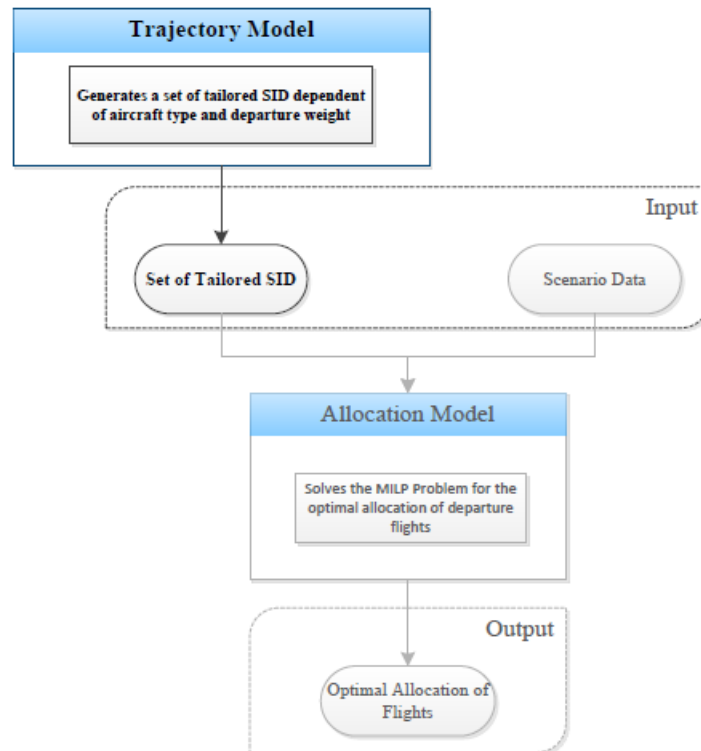 Trajectory Model
Generates a set of tailored SID dependent
of aircraft type and departure weight
Input
Set of Tailored SID
Scenario Data
Allocation Model
Solves the MILP Problem for the
optimal allocation of departure
flights
Output
Optimal Allocation of
Flights